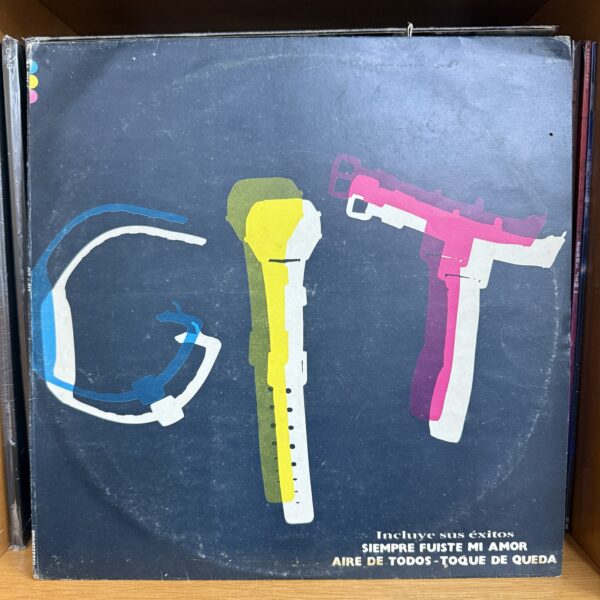 GIT
Incluye sus éxitos
SIEMPRE FUISTE MI AMOR
AIRE DE TODOS-TOQUE DE QUEDA